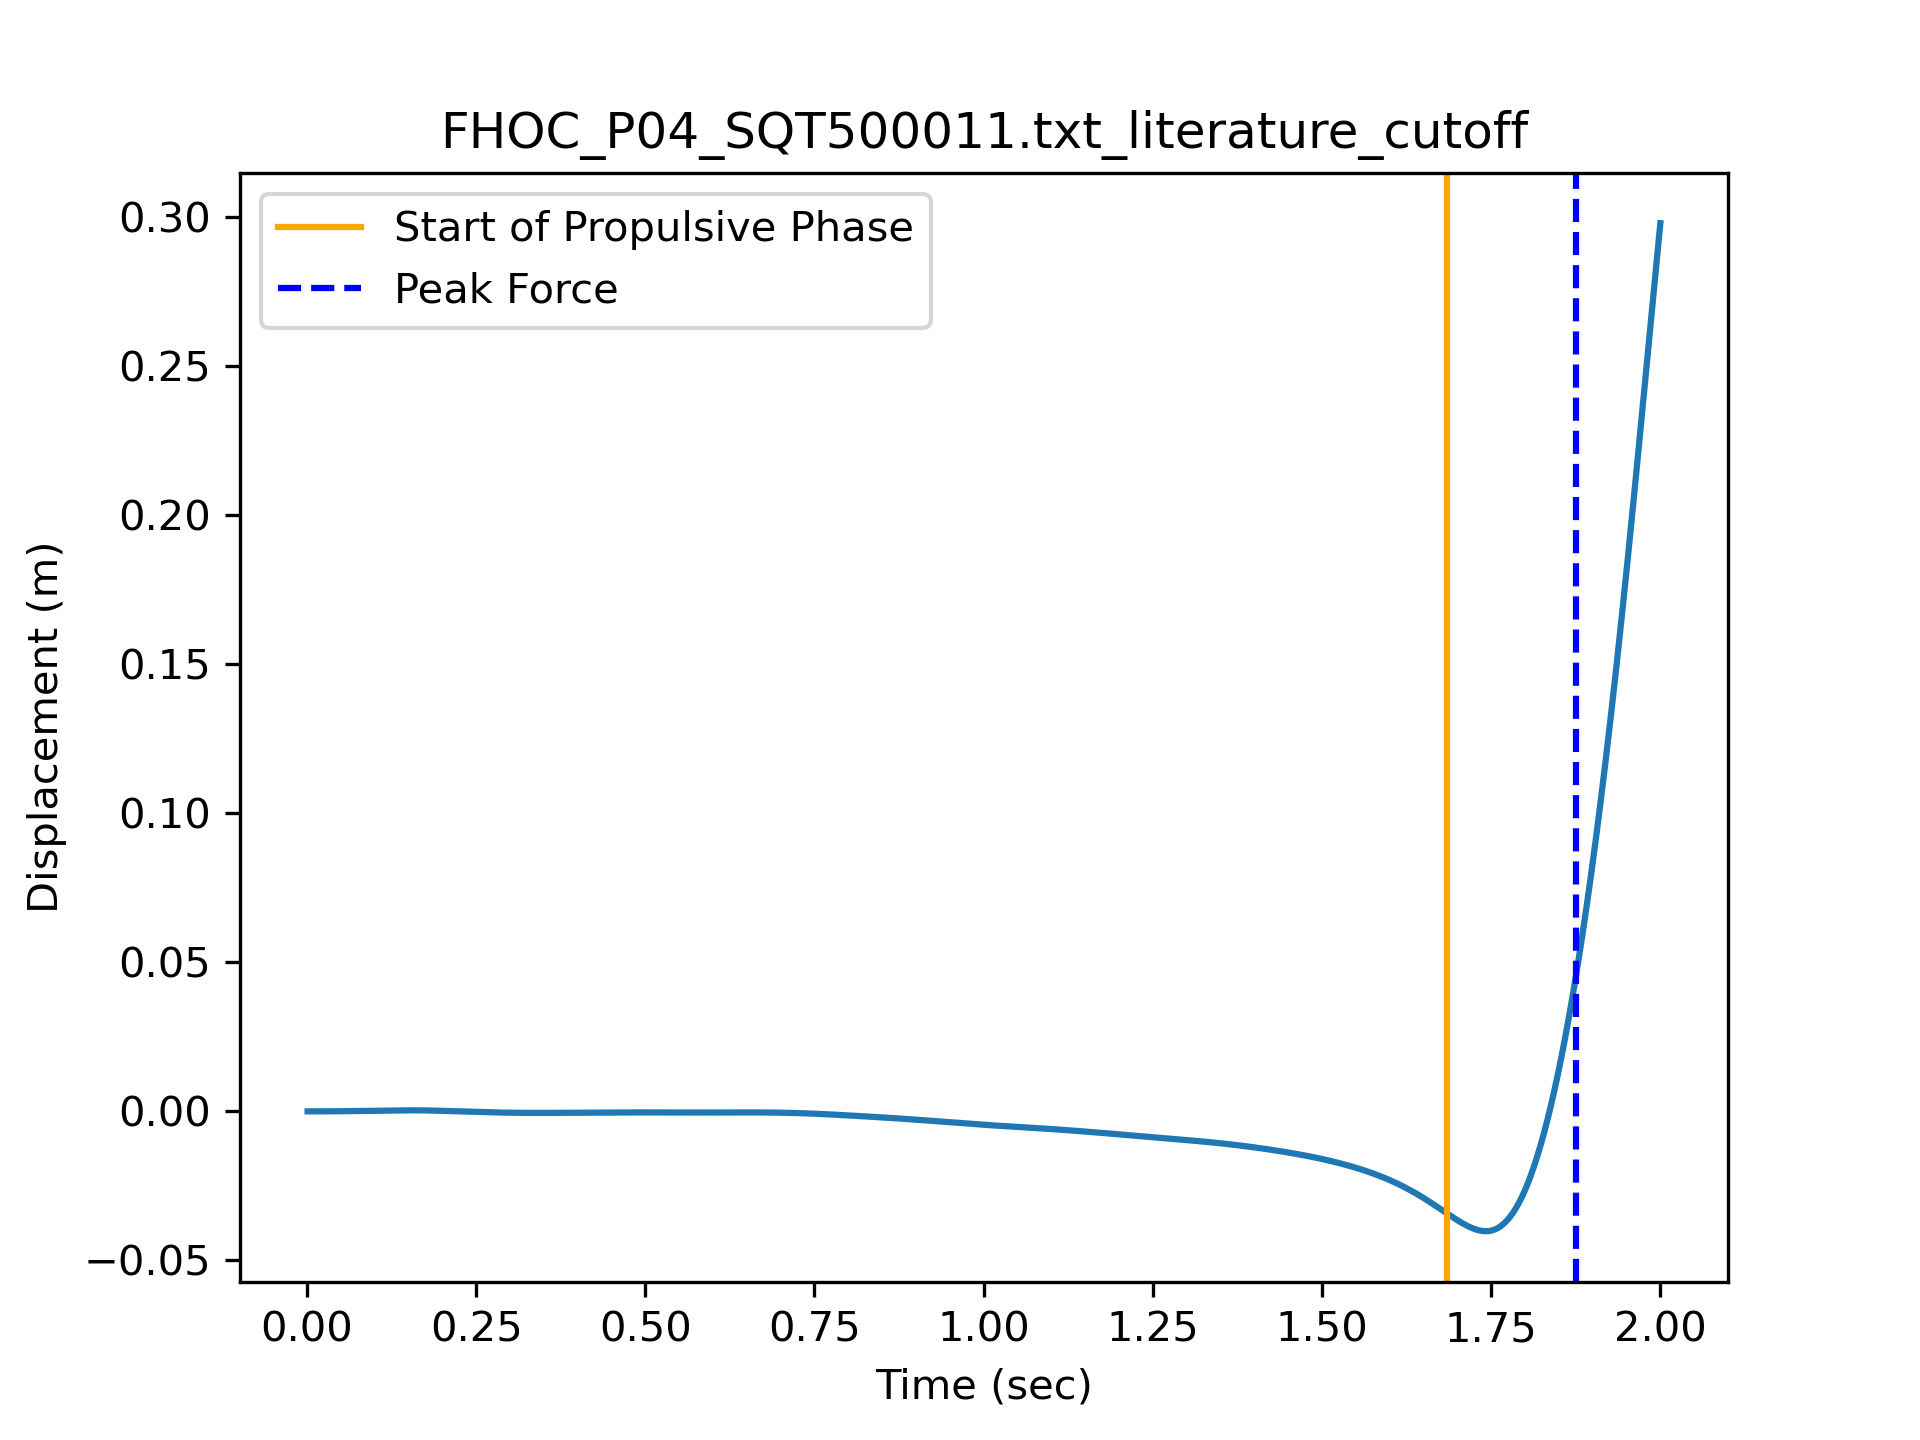 FHOC_P04_SQT500011.txt_literature_cutoff
Start of Propulsive Phase
Peak Force
0.30
0.25
0.20
0.15
0.10
0.05
0.00
−0.05
Displacement (m)
0.00 0.25 0.50 0.75 1.00 1.25 1.50 1.75 2.00
Time (sec)